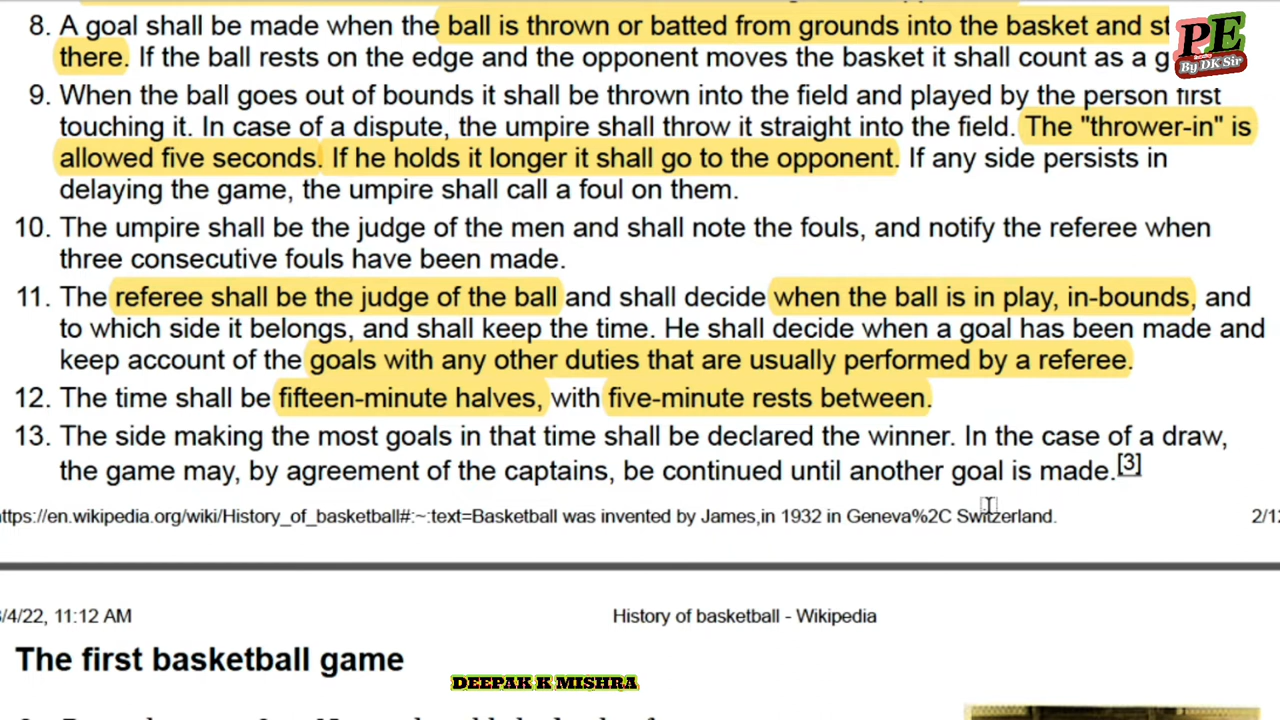 8. A goal shall be made when the ball is thrown or batted from grounds into the basket and st
there. If the ball rests on the edge and the opponent moves the basket it shall count as a g
9. When the ball goes out of bounds it shall be thrown into the field and played by the person first
touching it. In case of a dispute, the umpire shall throw it straight into the field. The "thrower-in" is
allowed five seconds. If he holds it longer it shall go to the opponent. If any side persists in
delaying the game, the umpire shall call a foul on them.
10. The umpire shall be the judge of the men and shall note the fouls, and notify the referee when
three consecutive fouls have been made.
11. The referee shall be the judge of the ball and shall decide when the ball is in play, in-bounds, and
to which side it belongs, and shall keep the time. He shall decide when a goal has been made and
keep account of the goals with any other duties that are usually performed by a referee.
12. The time shall be fifteen-minute halves, with five-minute rests between.
13. The side making the most goals in that time shall be declared the winner. In the case of a draw,
the game may, by agreement of the captains, be continued until another goal is made.[3]
ttps://en.wikipedia.org/wiki/History_of_basketball#:~:text=Basketball was invented by James,in 1932 in Geneva%2C Switzerland. 2/12
/4/22, 11:12 AM History of basketball - Wikipedia
The first basketball game
DEEPAK K MISHRA
PE
By DK Sir